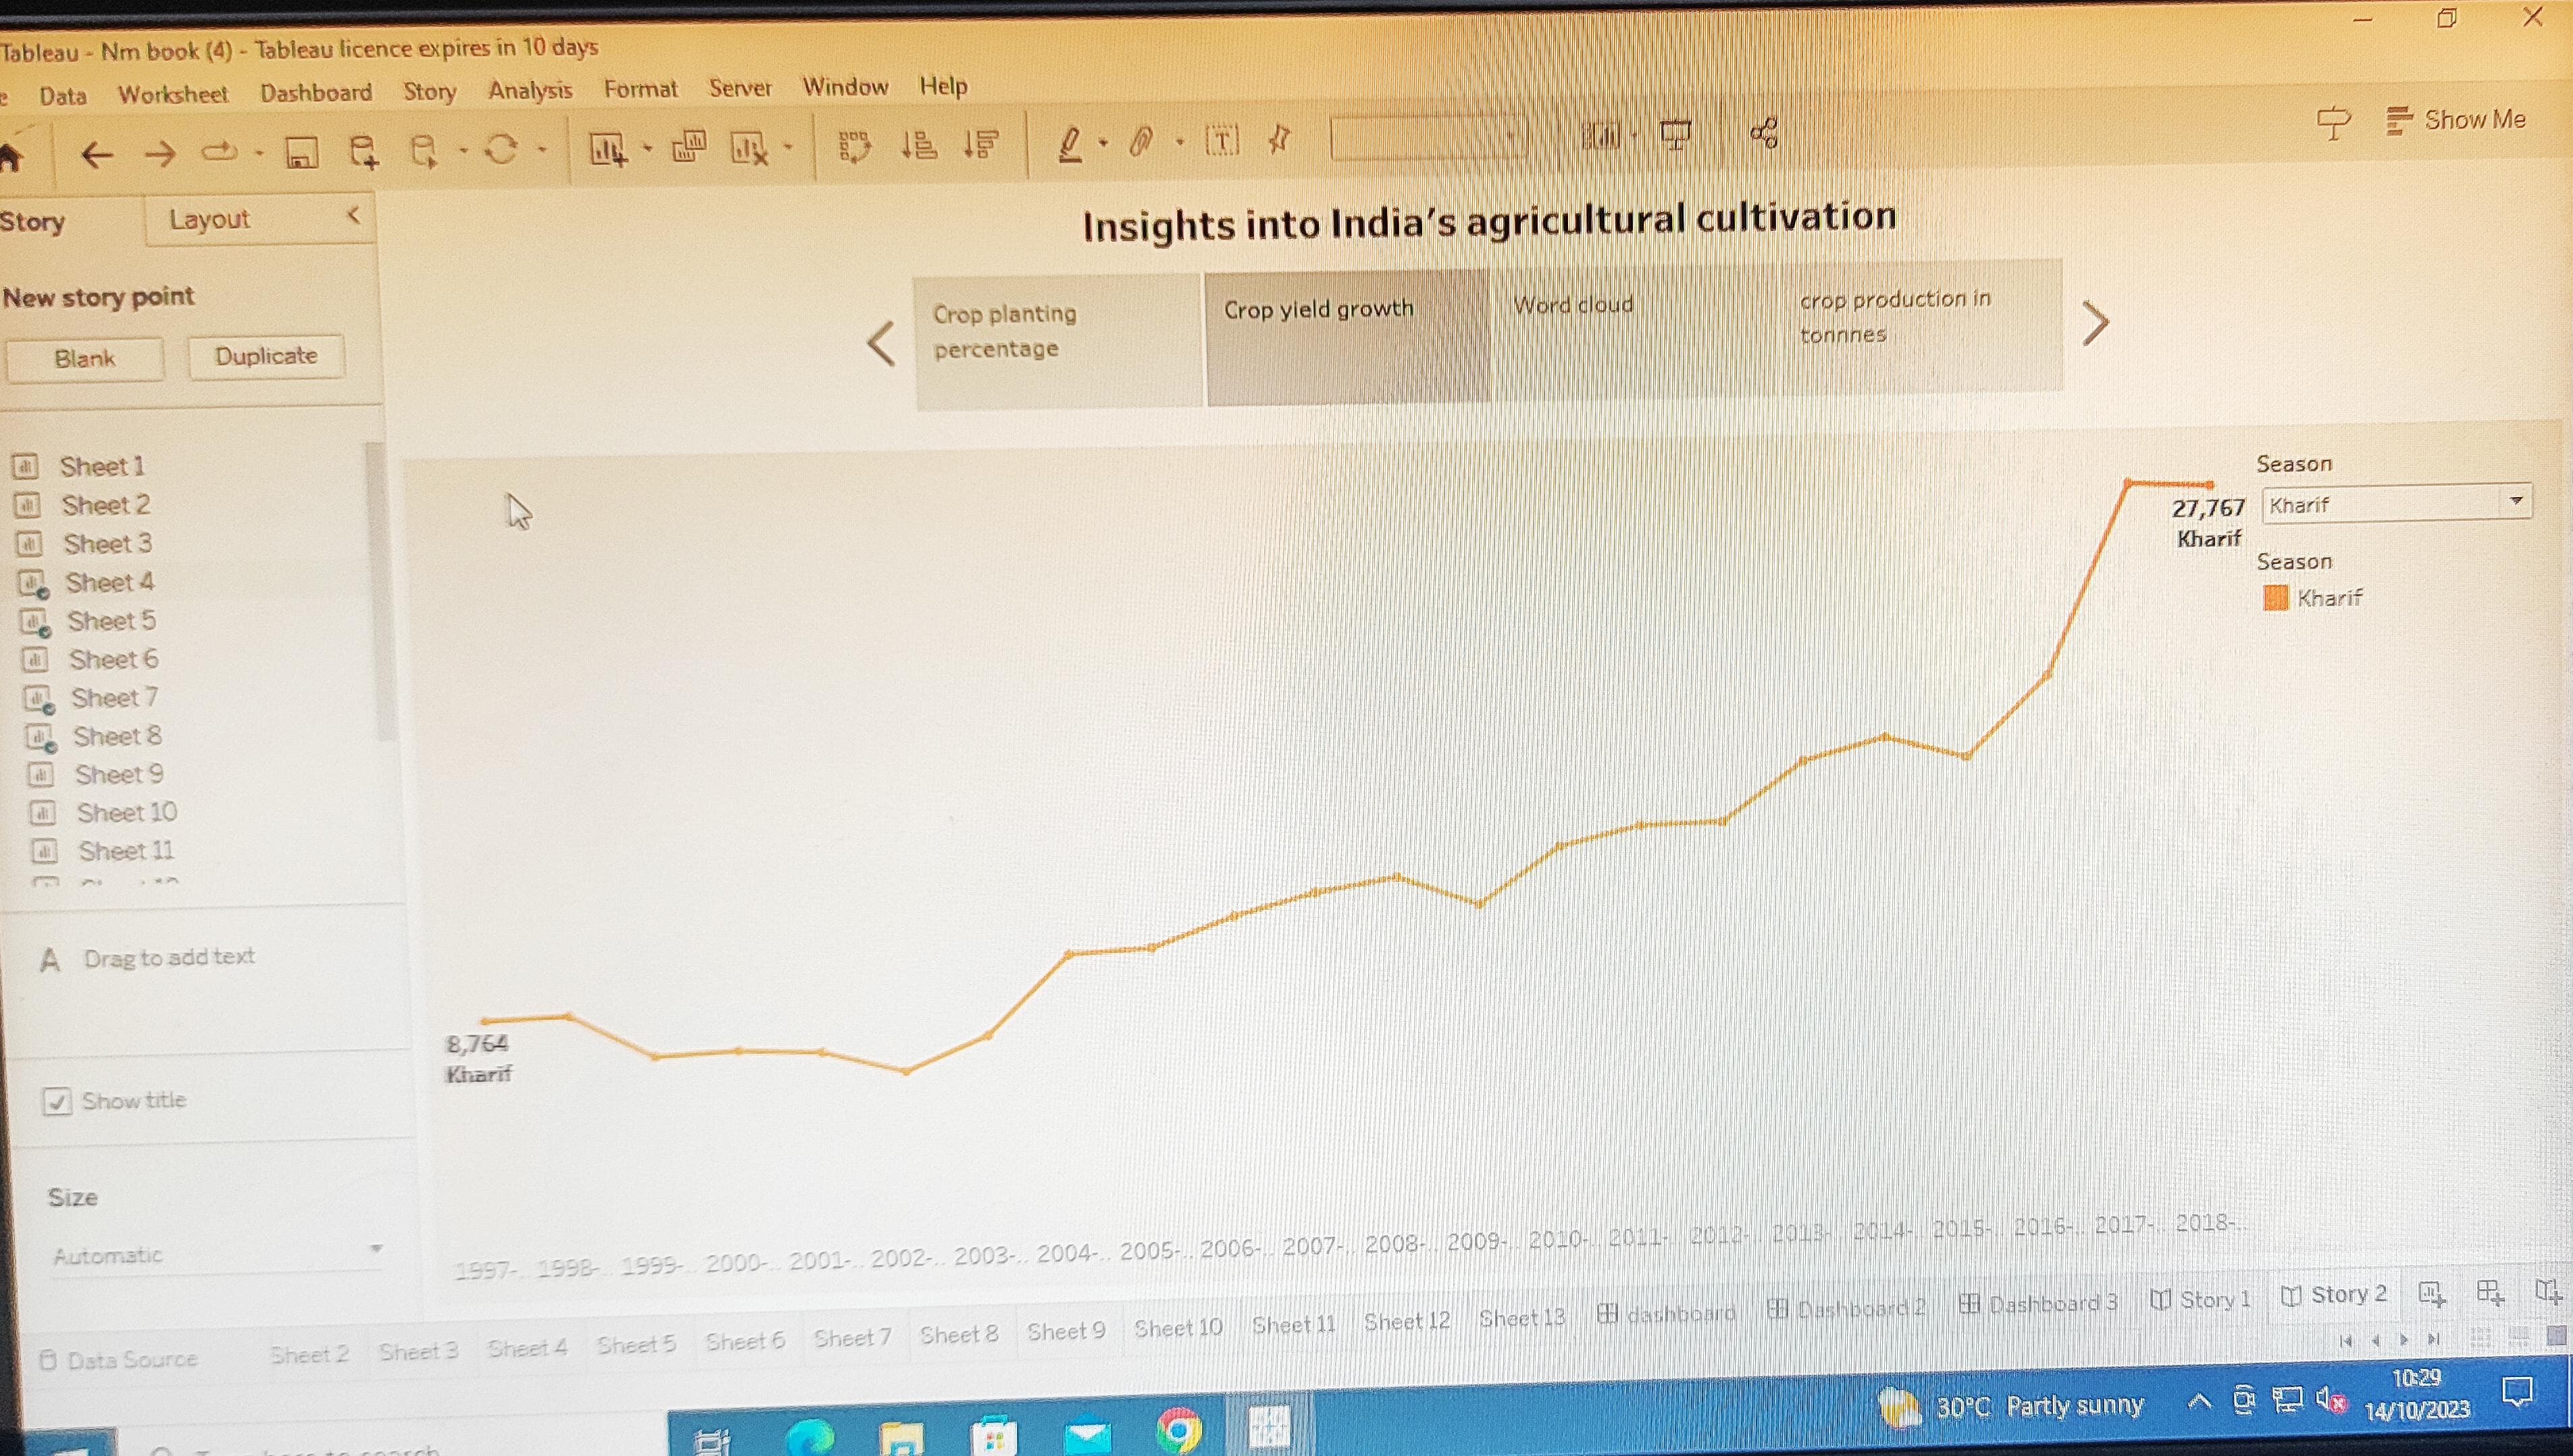 Tableau - Nm book (4) - Tableau licence expires in 10 days
e Data Worksheet Dashboard Story Analysis Format Server Window Help
Show Me
Story Layout
New story point
Blank Duplicate
Sheet 1
Sheet 2
Sheet 3
Sheet 4
Sheet 5
Sheet 6
Sheet 7
Sheet 8
Sheet 9
Sheet 10
Sheet 11
A Drag to add text
Show title
Size
Automatic
Insights into India's agricultural cultivation
Crop planting
percentage
Crop yield growth
Word cloud
crop production in
tonnnes
Season
Kharif
Season
Kharif
27,767
Kharif
8,764
Kharif
1997-.. 1998-.. 1999-.. 2000-.. 2001-.. 2002-.. 2003-.. 2004-.. 2005-.. 2006-.. 2007-.. 2008-.. 2009-.. 2010-.. 2011-.. 2012-.. 2013-.. 2014-.. 2015-.. 2016-.. 2017-.. 2018-..
Data Source Sheet 2 Sheet 3 Sheet 4 Sheet 5 Sheet 6 Sheet 7 Sheet 8 Sheet 9 Sheet 10 Sheet 11 Sheet 12 Sheet 13 dashboard Dashboard 2 Dashboard 3 Story 1 Story 2
30°C Partly sunny
10:29
14/10/2023